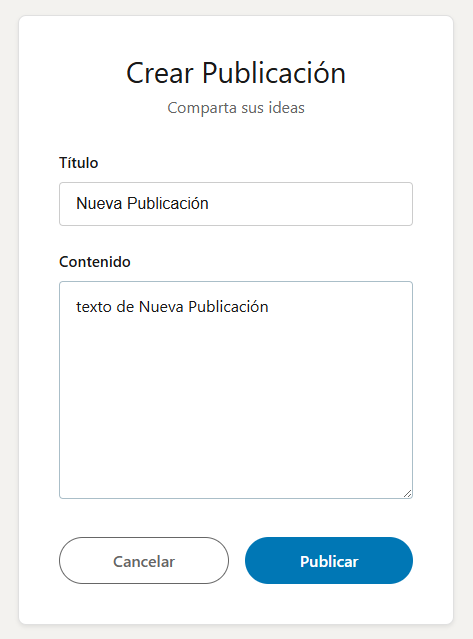 Crear Publicación
Comparta sus ideas
Título
Nueva Publicación
Contenido
texto de Nueva Publicación
Cancelar
Publicar